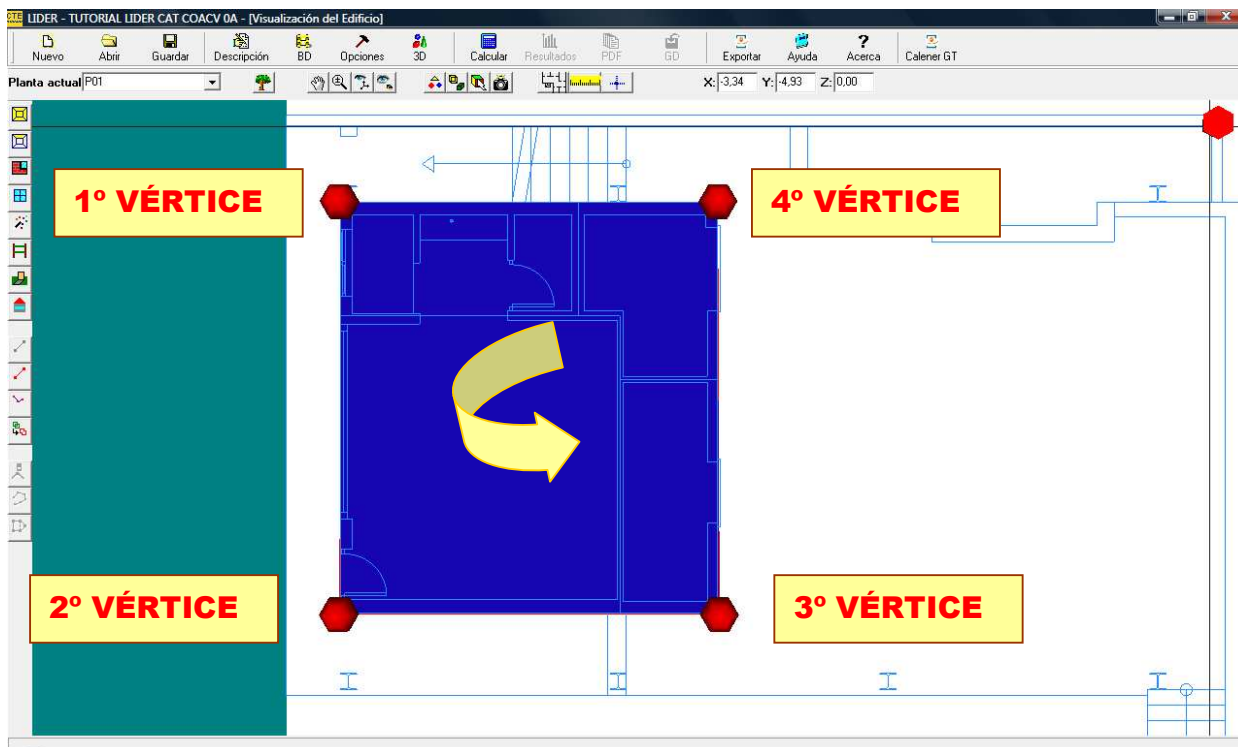 CTE LIDER - TUTORIAL LIDER CAT COACV 0A - [Visualización del Edificio]
Nuevo Abrir Guardar Descripción BD Opciones 3D Calcular Resultados PDF GD Exportar Ayuda Acerca Calener GT
Planta actual P01 X: -3,34 Y: -4,93 Z: 0,00
1º VÉRTICE 4º VÉRTICE
2º VÉRTICE 3º VÉRTICE